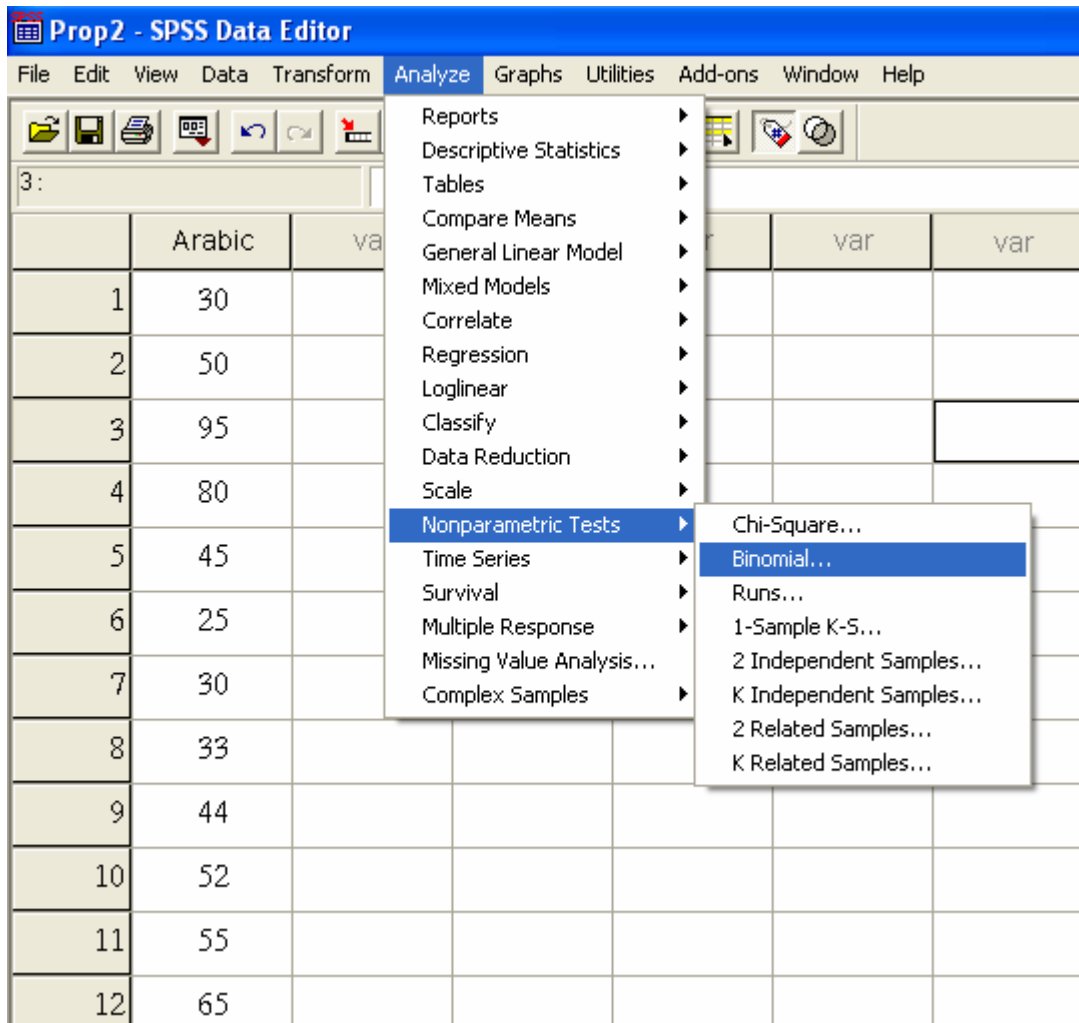 SPSS
Prop2 - SPSS Data Editor
File Edit View Data Transform Analyze Graphs Utilities Add-ons Window Help
3:
Reports
Descriptive Statistics
Tables
Compare Means
General Linear Model
Mixed Models
Correlate
Regression
Loglinear
Classify
Data Reduction
Scale
Nonparametric Tests
Time Series
Survival
Multiple Response
Missing Value Analysis...
Complex Samples
Chi-Square...
Binomial...
Runs...
1-Sample K-S...
2 Independent Samples...
K Independent Samples...
2 Related Samples...
K Related Samples...
Arabic va r var var
1 30
2 50
3 95
4 80
5 45
6 25
7 30
8 33
9 44
10 52
11 55
12 65